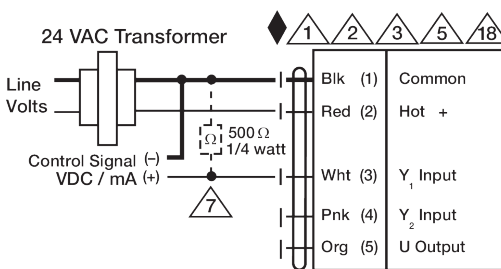 1 2 3 5 18
24 VAC Transformer
Line
Volts
Blk (1) Common
Red (2) Hot +
Ω 500 Ω
1/4 watt
Control Signal (–)
VDC / mA (+)
Wht (3) Y1 Input
7
Pnk (4) Y2 Input
Org (5) U Output